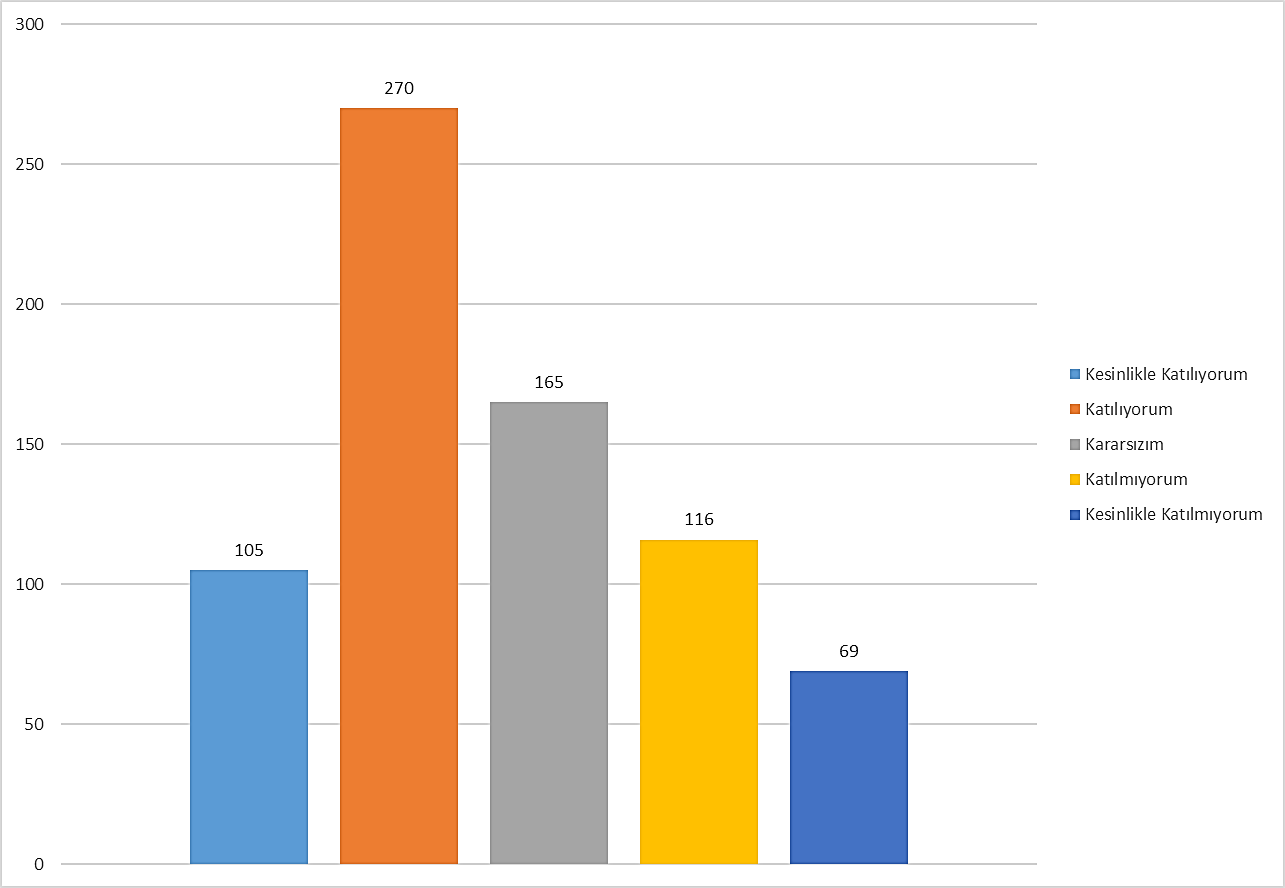 300
270
250
200
165
150
116
105
100
69
50
0
Kesinlikle Katılıyorum
Katılıyorum
Kararsızım
Katılmıyorum
Kesinlikle Katılmıyorum